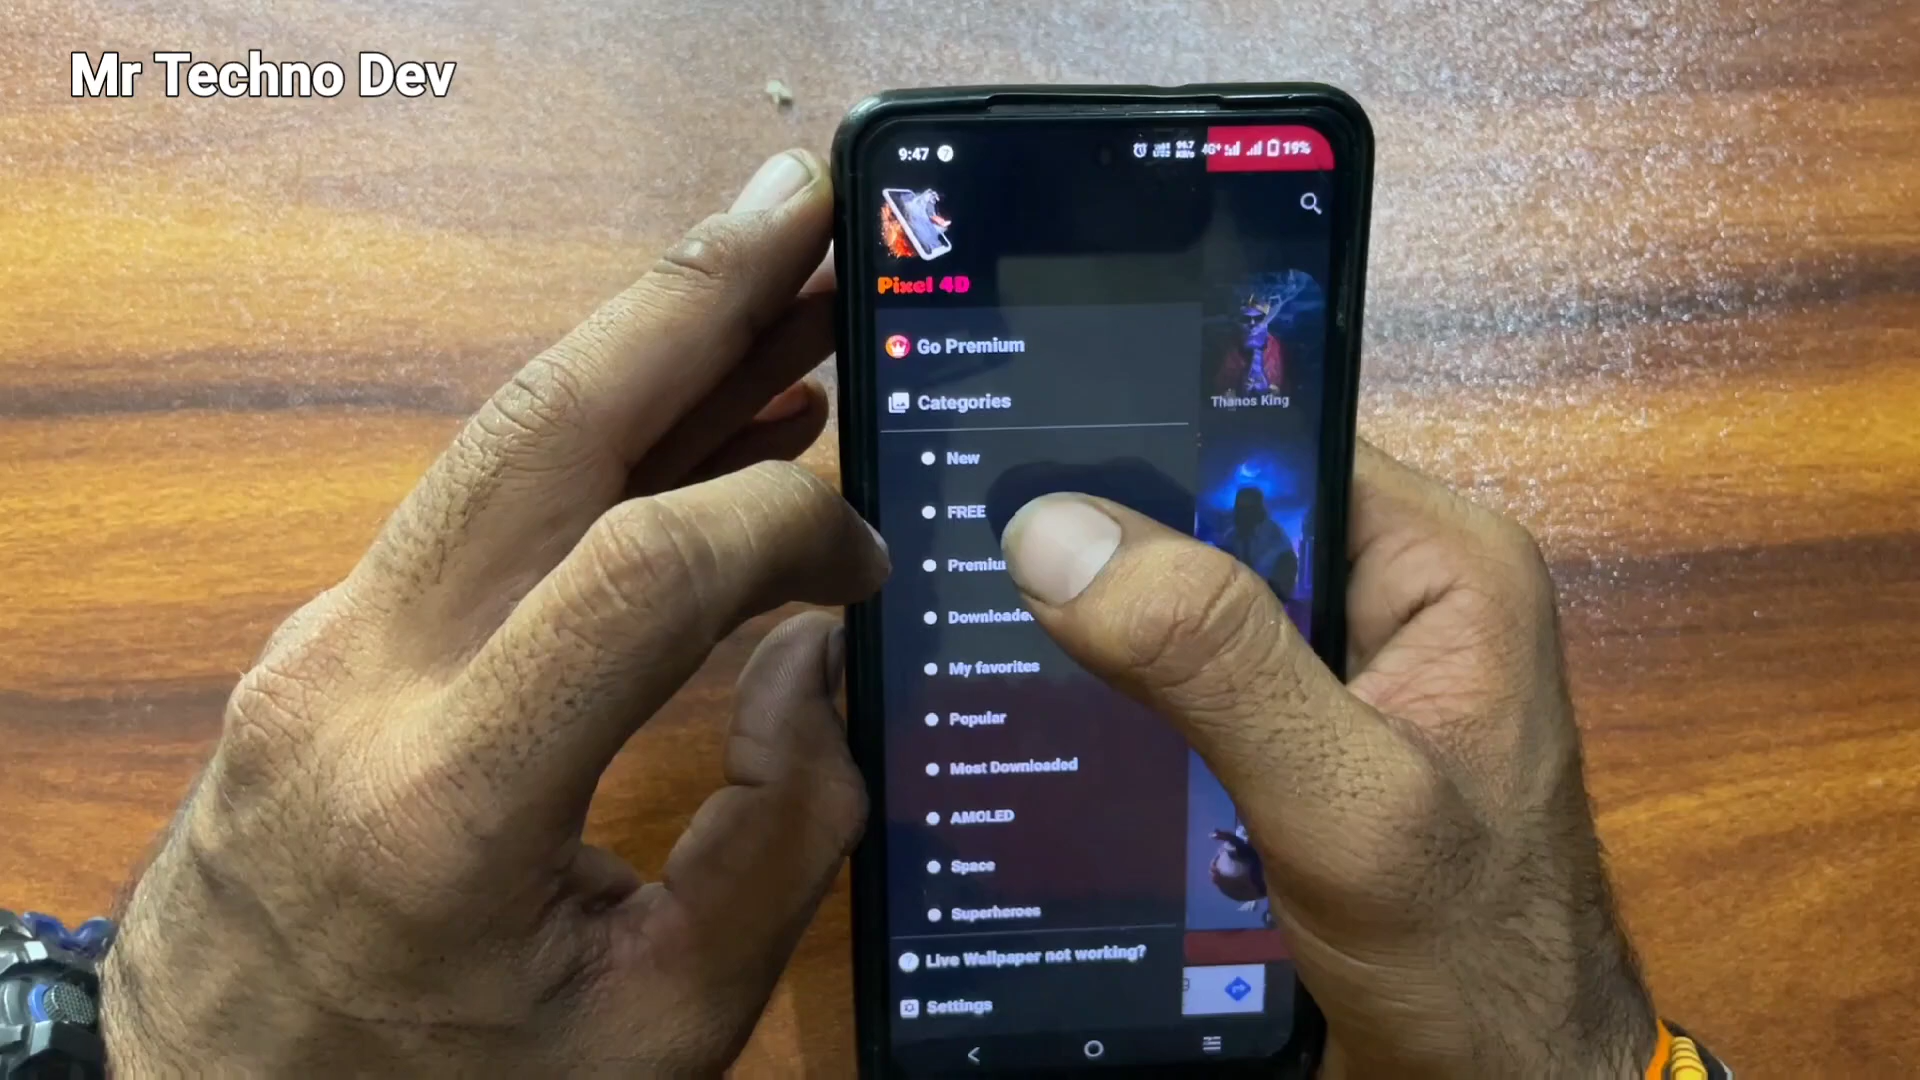 Mr Techno Dev
9:47
4G+ 19%
Pixel 4D
Go Premium
Categories
Thanos King
New
FREE
My favorites
Popular
Most Downloaded
AMOLED
Space
Superheroes
Live Wallpaper not working?
Settings